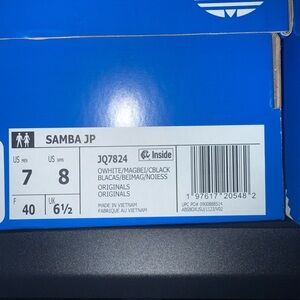 SAMBA JP
US MEN
US WMS
7
8
F
UK
40
6½
JQ7824
& Inside
OWHITE/MAGBEI/CBLACK
BLACAS/BEIMAG/NOIESS
ORIGINALS
ORIGINALS
MADE IN VIETNAM
FABRIQUE AU VIETNAM
1 97617 20548 2